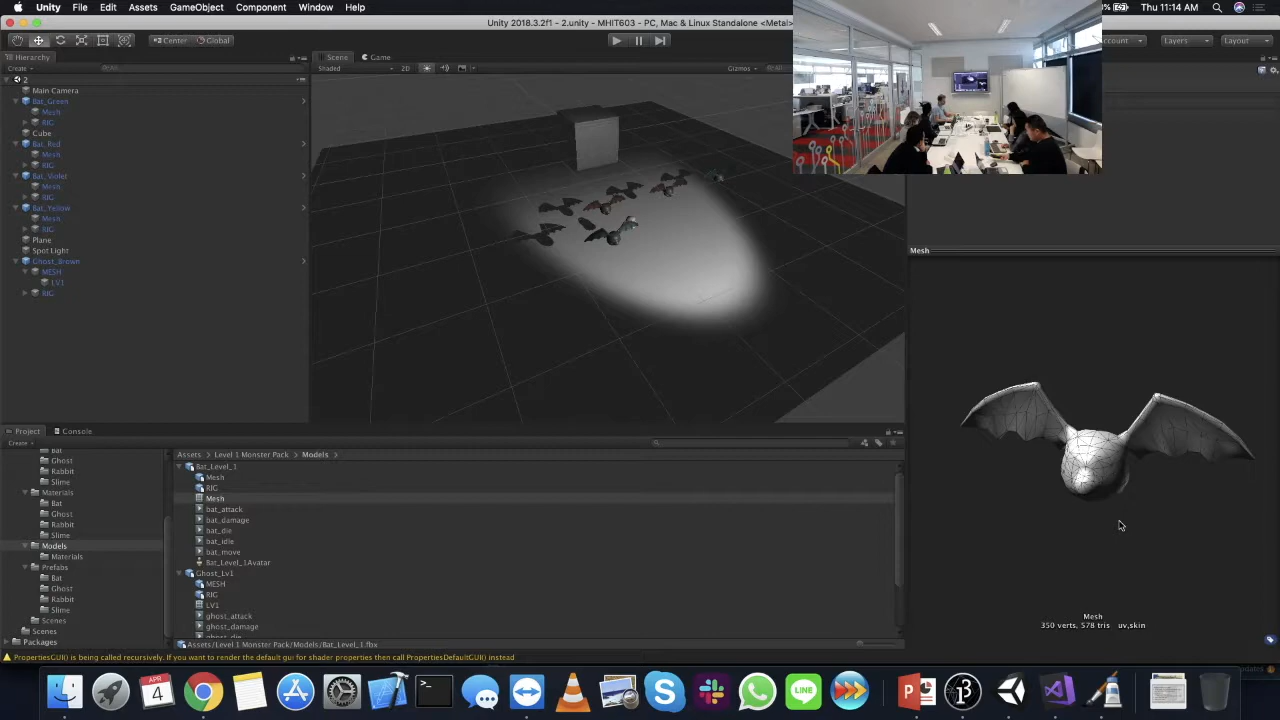 Unity File Edit Assets GameObject Component Window Help
% Thu 11:14 AM
Unity 2018.3.2f1 - 2.unity - MHIT603 - PC, Mac & Linux Standalone <Metal>
Center Global
Account Layers Layout
Hierarchy
Scene Game
Create
Shaded 2D Gizmos
2
Main Camera
Bat_Green
Mesh
RIG
Cube
Bat_Red
Mesh
RIG
Bat_Violet
Mesh
RIG
Bat_Yellow
Mesh
RIG
Plane
Spot Light
Ghost_Brown
MESH
LV1
RIG
Mesh
Project Console
Create
Assets Level 1 Monster Pack Models
Bat
Ghost
Rabbit
Slime
Materials
Bat
Ghost
Rabbit
Slime
Models
Materials
Prefabs
Bat
Ghost
Rabbit
Slime
Scenes
Scenes
Packages
Bat_Level_1
Mesh
RIG
Mesh
bat_attack
bat_damage
bat_die
bat_idle
bat_move
Bat_Level_1Avatar
Ghost_Lv1
MESH
RIG
LV1
ghost_attack
ghost_damage
ghost_die
Assets/Level 1 Monster Pack/Models/Bat_Level_1.fbx
Mesh
350 verts, 578 tris uv,skin
PropertiesGUI() is being called recursively. If you want to render the default gui for shader properties then call PropertiesDefaultGUI() instead
APR
4
LINE